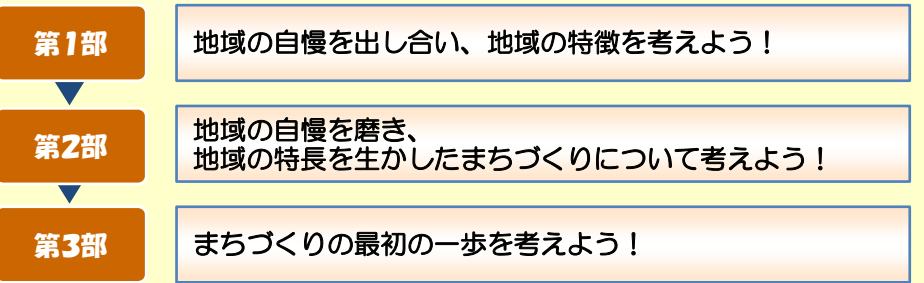 第1部
地域の自慢を出し合い、地域の特徴を考えよう！
第2部
地域の自慢を磨き、
地域の特長を生かしたまちづくりについて考えよう！
第3部
まちづくりの最初の一歩を考えよう！